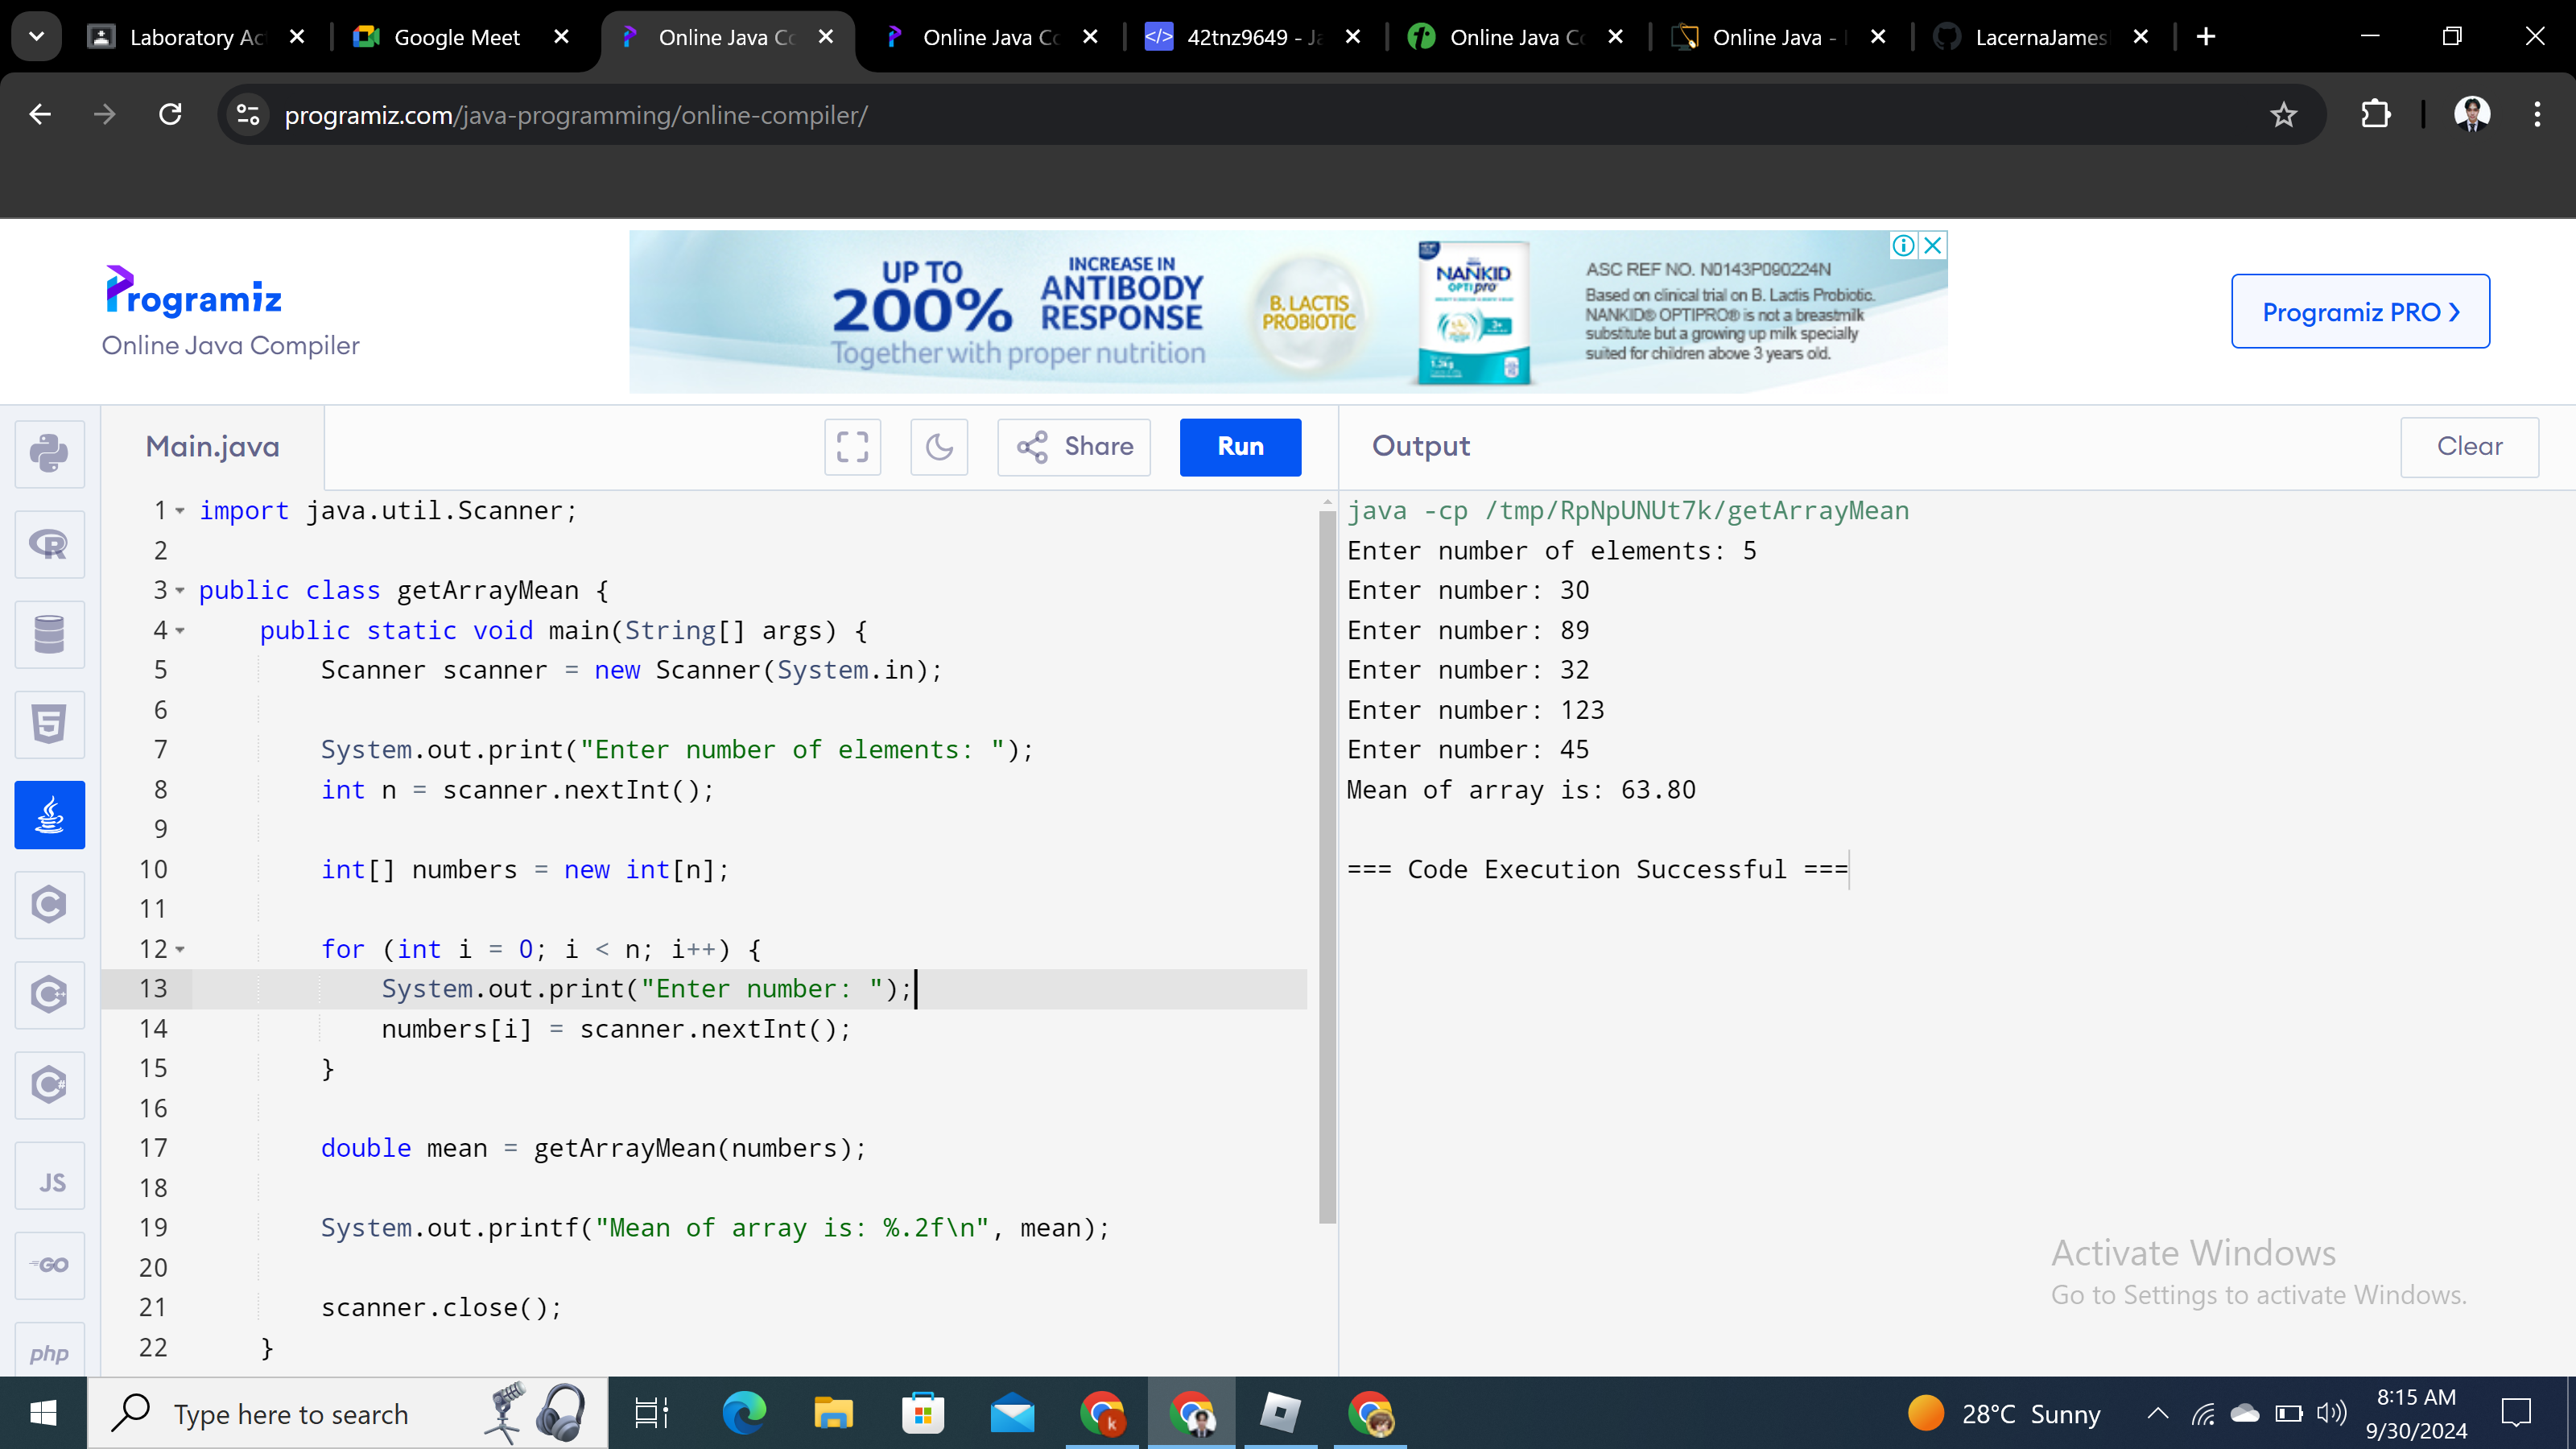 Laboratory Ac
Google Meet
Online Java Co
Online Java Co
42tnz9649 - Ja
Online Java Co
Online Java -
LacernaJames
programiz.com/java-programming/online-compiler/
Programiz
Online Java Compiler
UP TO
200%
INCREASE IN
ANTIBODY
RESPONSE
Together with proper nutrition
B. LACTIS
PROBIOTIC
NANKID
OPTIpro
3+
1.3kg
ASC REF NO. N0143P090224N
Based on clinical trial on B. Lactis Probiotic.
NANKID® OPTIPRO® is not a breastmilk
substitute but a growing up milk specially
suited for children above 3 years old.
Programiz PRO ❯
Main.java
Share
Run
Output
Clear
1 import java.util.Scanner;
2
3 public class getArrayMean {
4     public static void main(String[] args) {
5         Scanner scanner = new Scanner(System.in);
6
7         System.out.print("Enter number of elements: ");
8         int n = scanner.nextInt();
9
10         int[] numbers = new int[n];
11
12         for (int i = 0; i < n; i++) {
13             System.out.print("Enter number: ");
14             numbers[i] = scanner.nextInt();
15         }
16
17         double mean = getArrayMean(numbers);
18
19         System.out.printf("Mean of array is: %.2f\n", mean);
20
21         scanner.close();
22     }
java -cp /tmp/RpNpUNUt7k/getArrayMean
Enter number of elements: 5
Enter number: 30
Enter number: 89
Enter number: 32
Enter number: 123
Enter number: 45
Mean of array is: 63.80
=== Code Execution Successful ===
R
5
C
C++
C#
JS
GO
php
Activate Windows
Go to Settings to activate Windows.
Type here to search
k
28°C Sunny
8:15 AM
9/30/2024